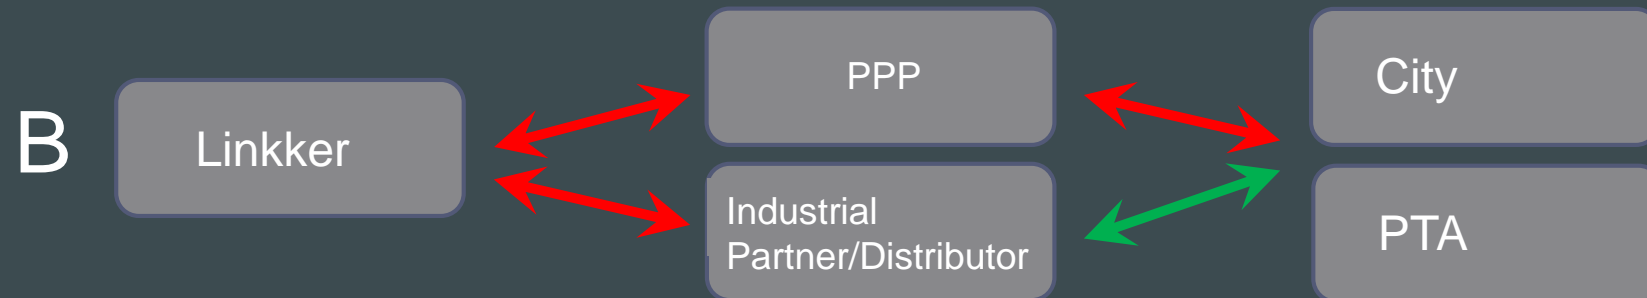 B
Linkker
PPP
Industrial
Partner/Distributor
City
PTA